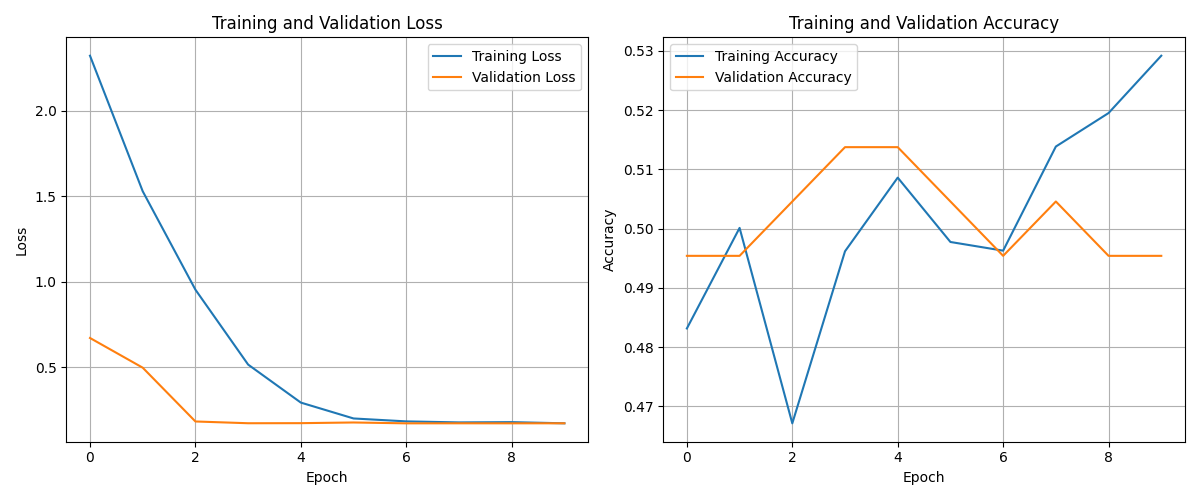 Training and Validation Loss
Training Loss
Validation Loss
2.0
1.5
1.0
0.5
Loss
0 2 4 6 8
Epoch
Training and Validation Accuracy
Training Accuracy
Validation Accuracy
0.53
0.52
0.51
0.50
0.49
0.48
0.47
Accuracy
0 2 4 6 8
Epoch